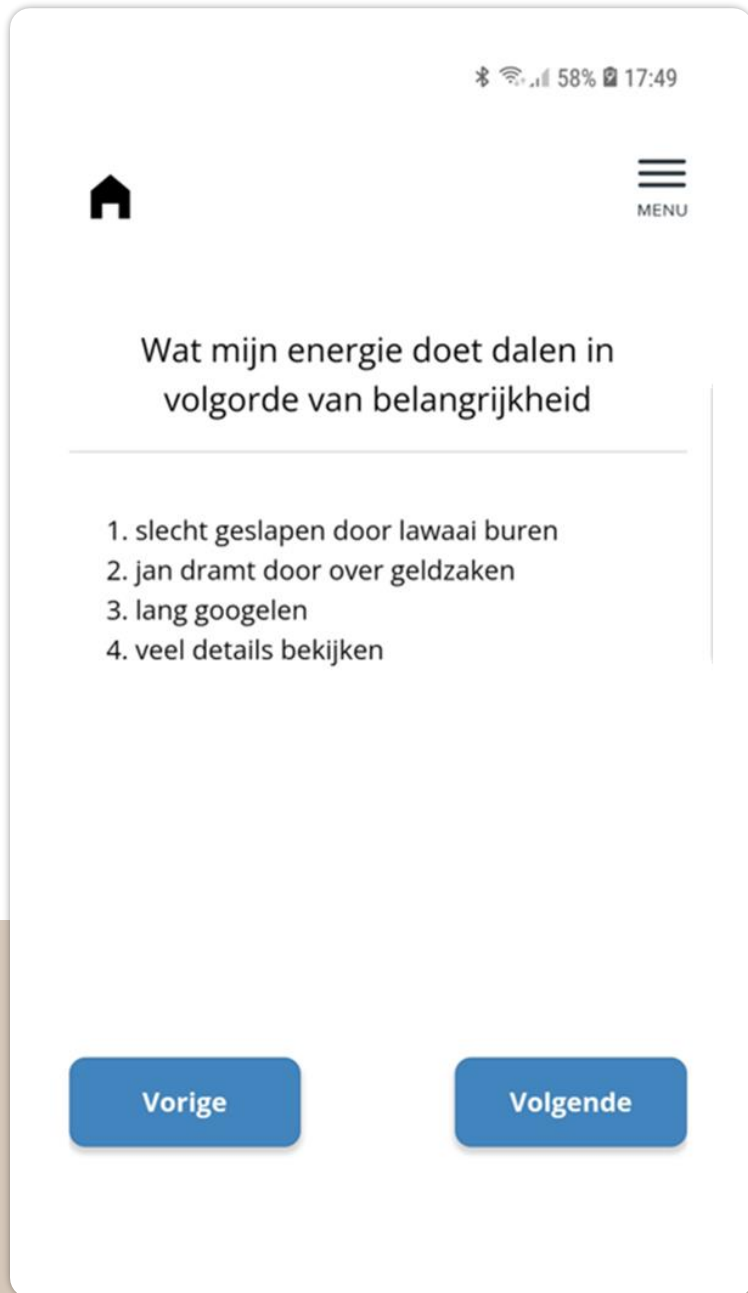 58% 17:49
MENU
Wat mijn energie doet dalen in
volgorde van belangrijkheid
1. slecht geslapen door lawaai buren
2. jan dramt door over geldzaken
3. lang googelen
4. veel details bekijken
Vorige
Volgende